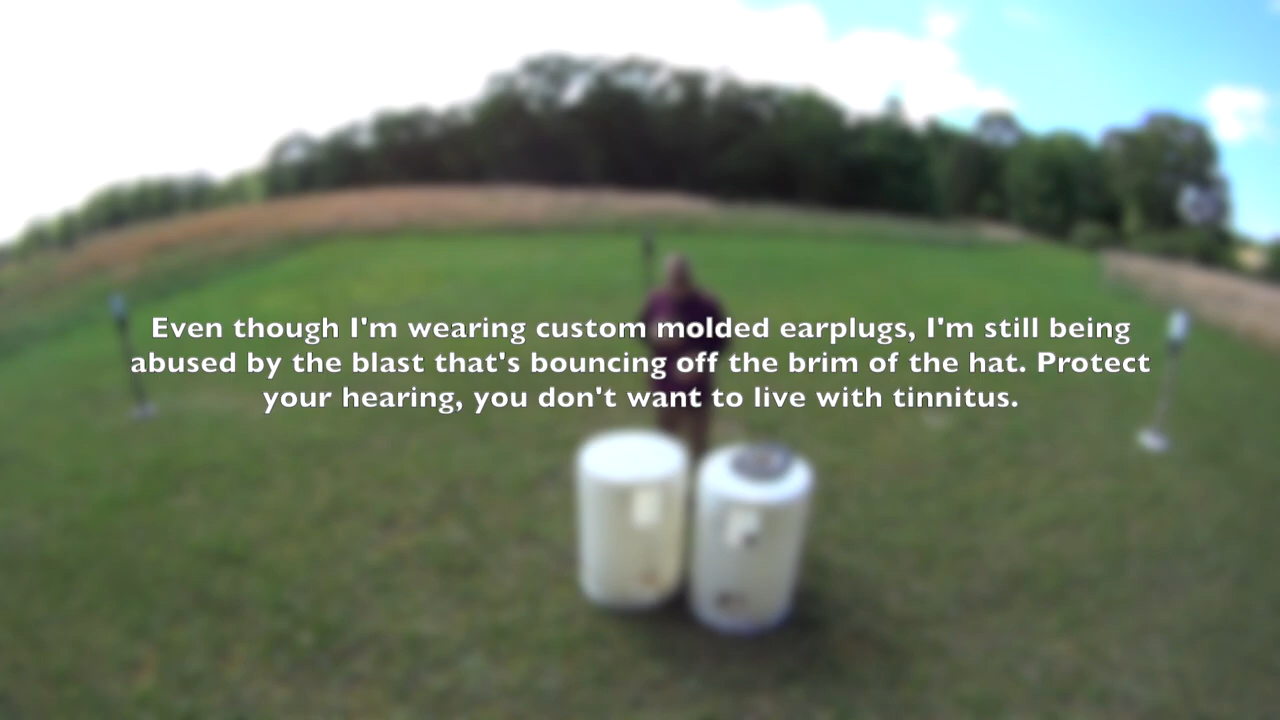 Even though I'm wearing custom molded earplugs, I'm still being
abused by the blast that's bouncing off the brim of the hat. Protect
your hearing, you don't want to live with tinnitus.